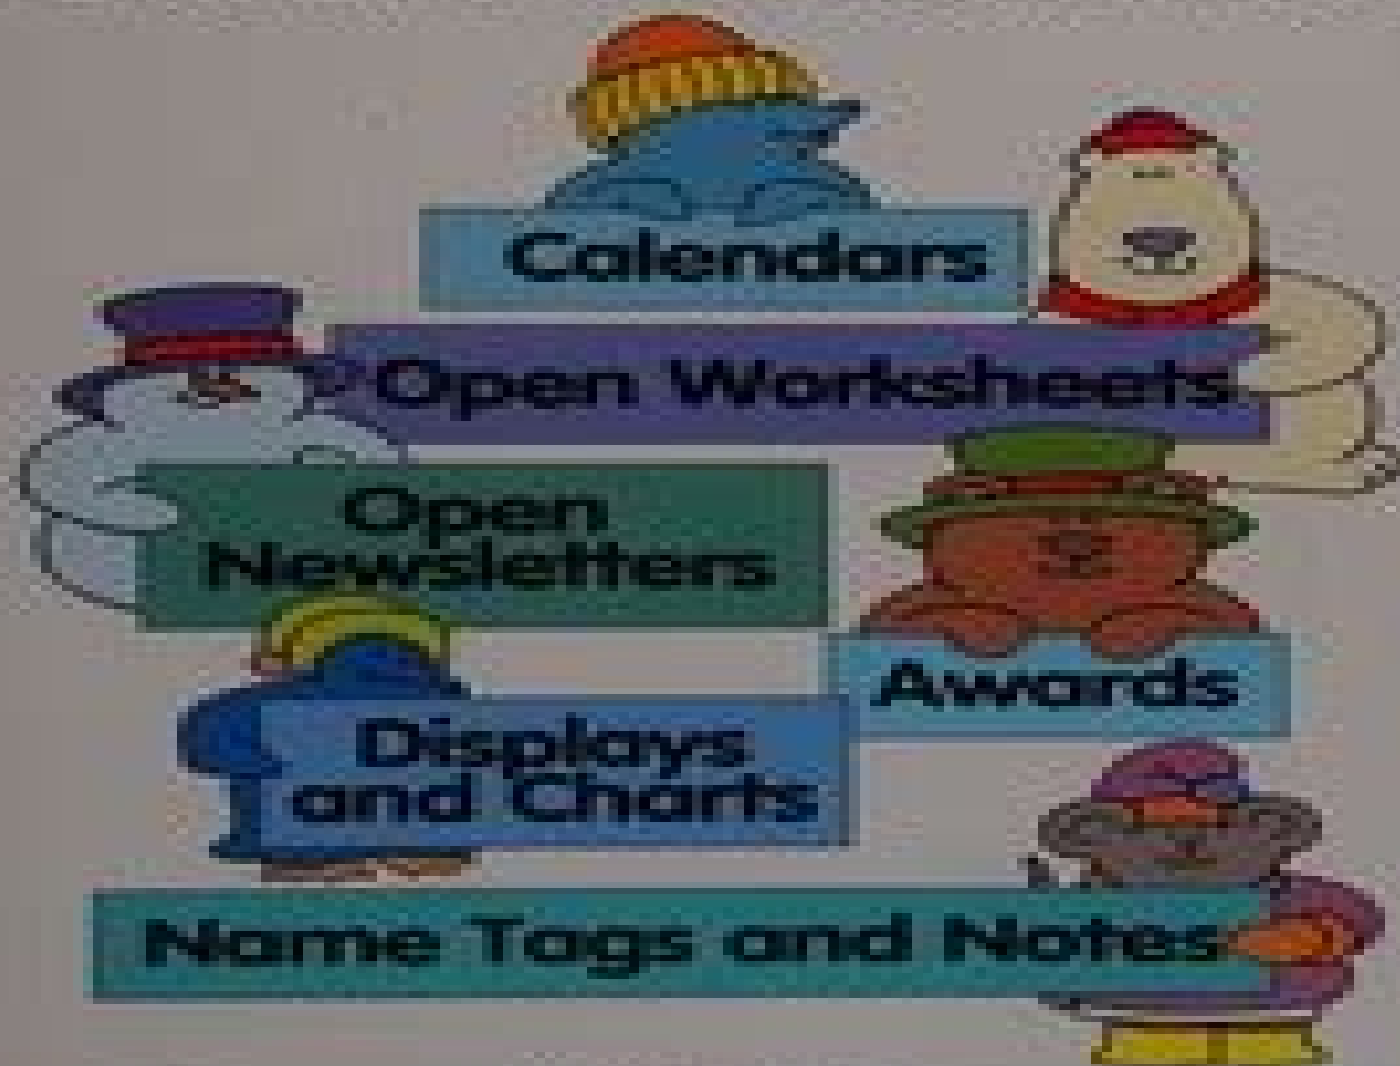 Calendars
Open Worksheets
Open
Newsletters
Awards
Displays
and Charts
Name Tags and Notes